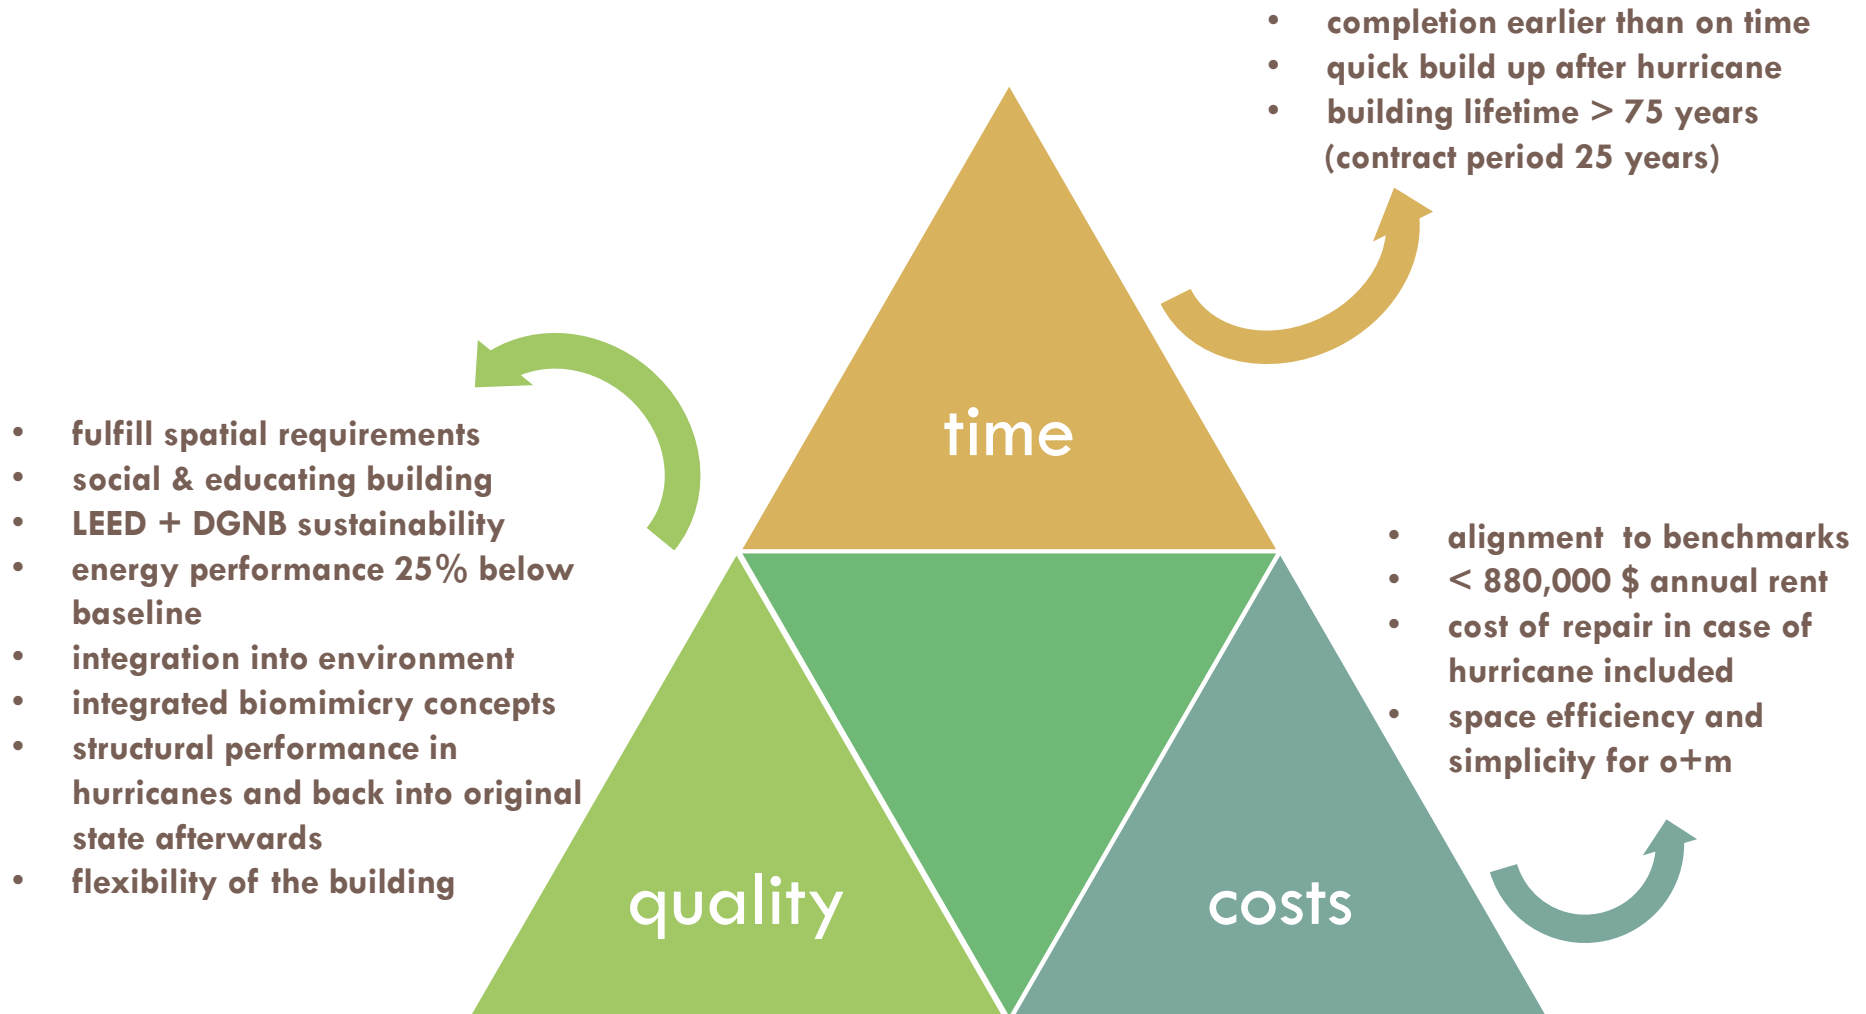 • completion earlier than on time
• quick build up after hurricane
• building lifetime > 75 years
(contract period 25 years)
time
• fulfill spatial requirements
• social & educating building
• LEED + DGNB sustainability
• energy performance 25% below
baseline
• integration into environment
• integrated biomimicry concepts
• structural performance in
hurricanes and back into original
state afterwards
• flexibility of the building
quality
• alignment to benchmarks
• < 880,000 $ annual rent
• cost of repair in case of
hurricane included
• space efficiency and
simplicity for o+m
costs